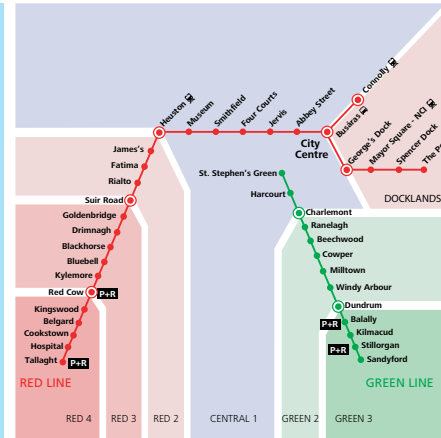 Heuston
Museum
Smithfield
Four Courts
Jervis
Abbey Street
City
Centre
Busáras
Connolly
George's Dock
Mayor Square - NCI
Spencer Dock
DOCKLANDS
James's
Fatima
Rialto
Suir Road
Goldenbridge
Drimnagh
Blackhorse
Bluebell
Kylemore
Red Cow
P+R
Kingswood
Belgard
Cookstown
Hospital
Tallaght
P+R
RED LINE
St. Stephen's Green
Harcourt
Charlemont
Ranelagh
Beechwood
Cowper
Milltown
Windy Arbour
Dundrum
Balally
P+R
Kilmacud
Stillorgan
P+R
Sandyford
GREEN LINE
RED 4
RED 3
RED 2
CENTRAL 1
GREEN 2
GREEN 3